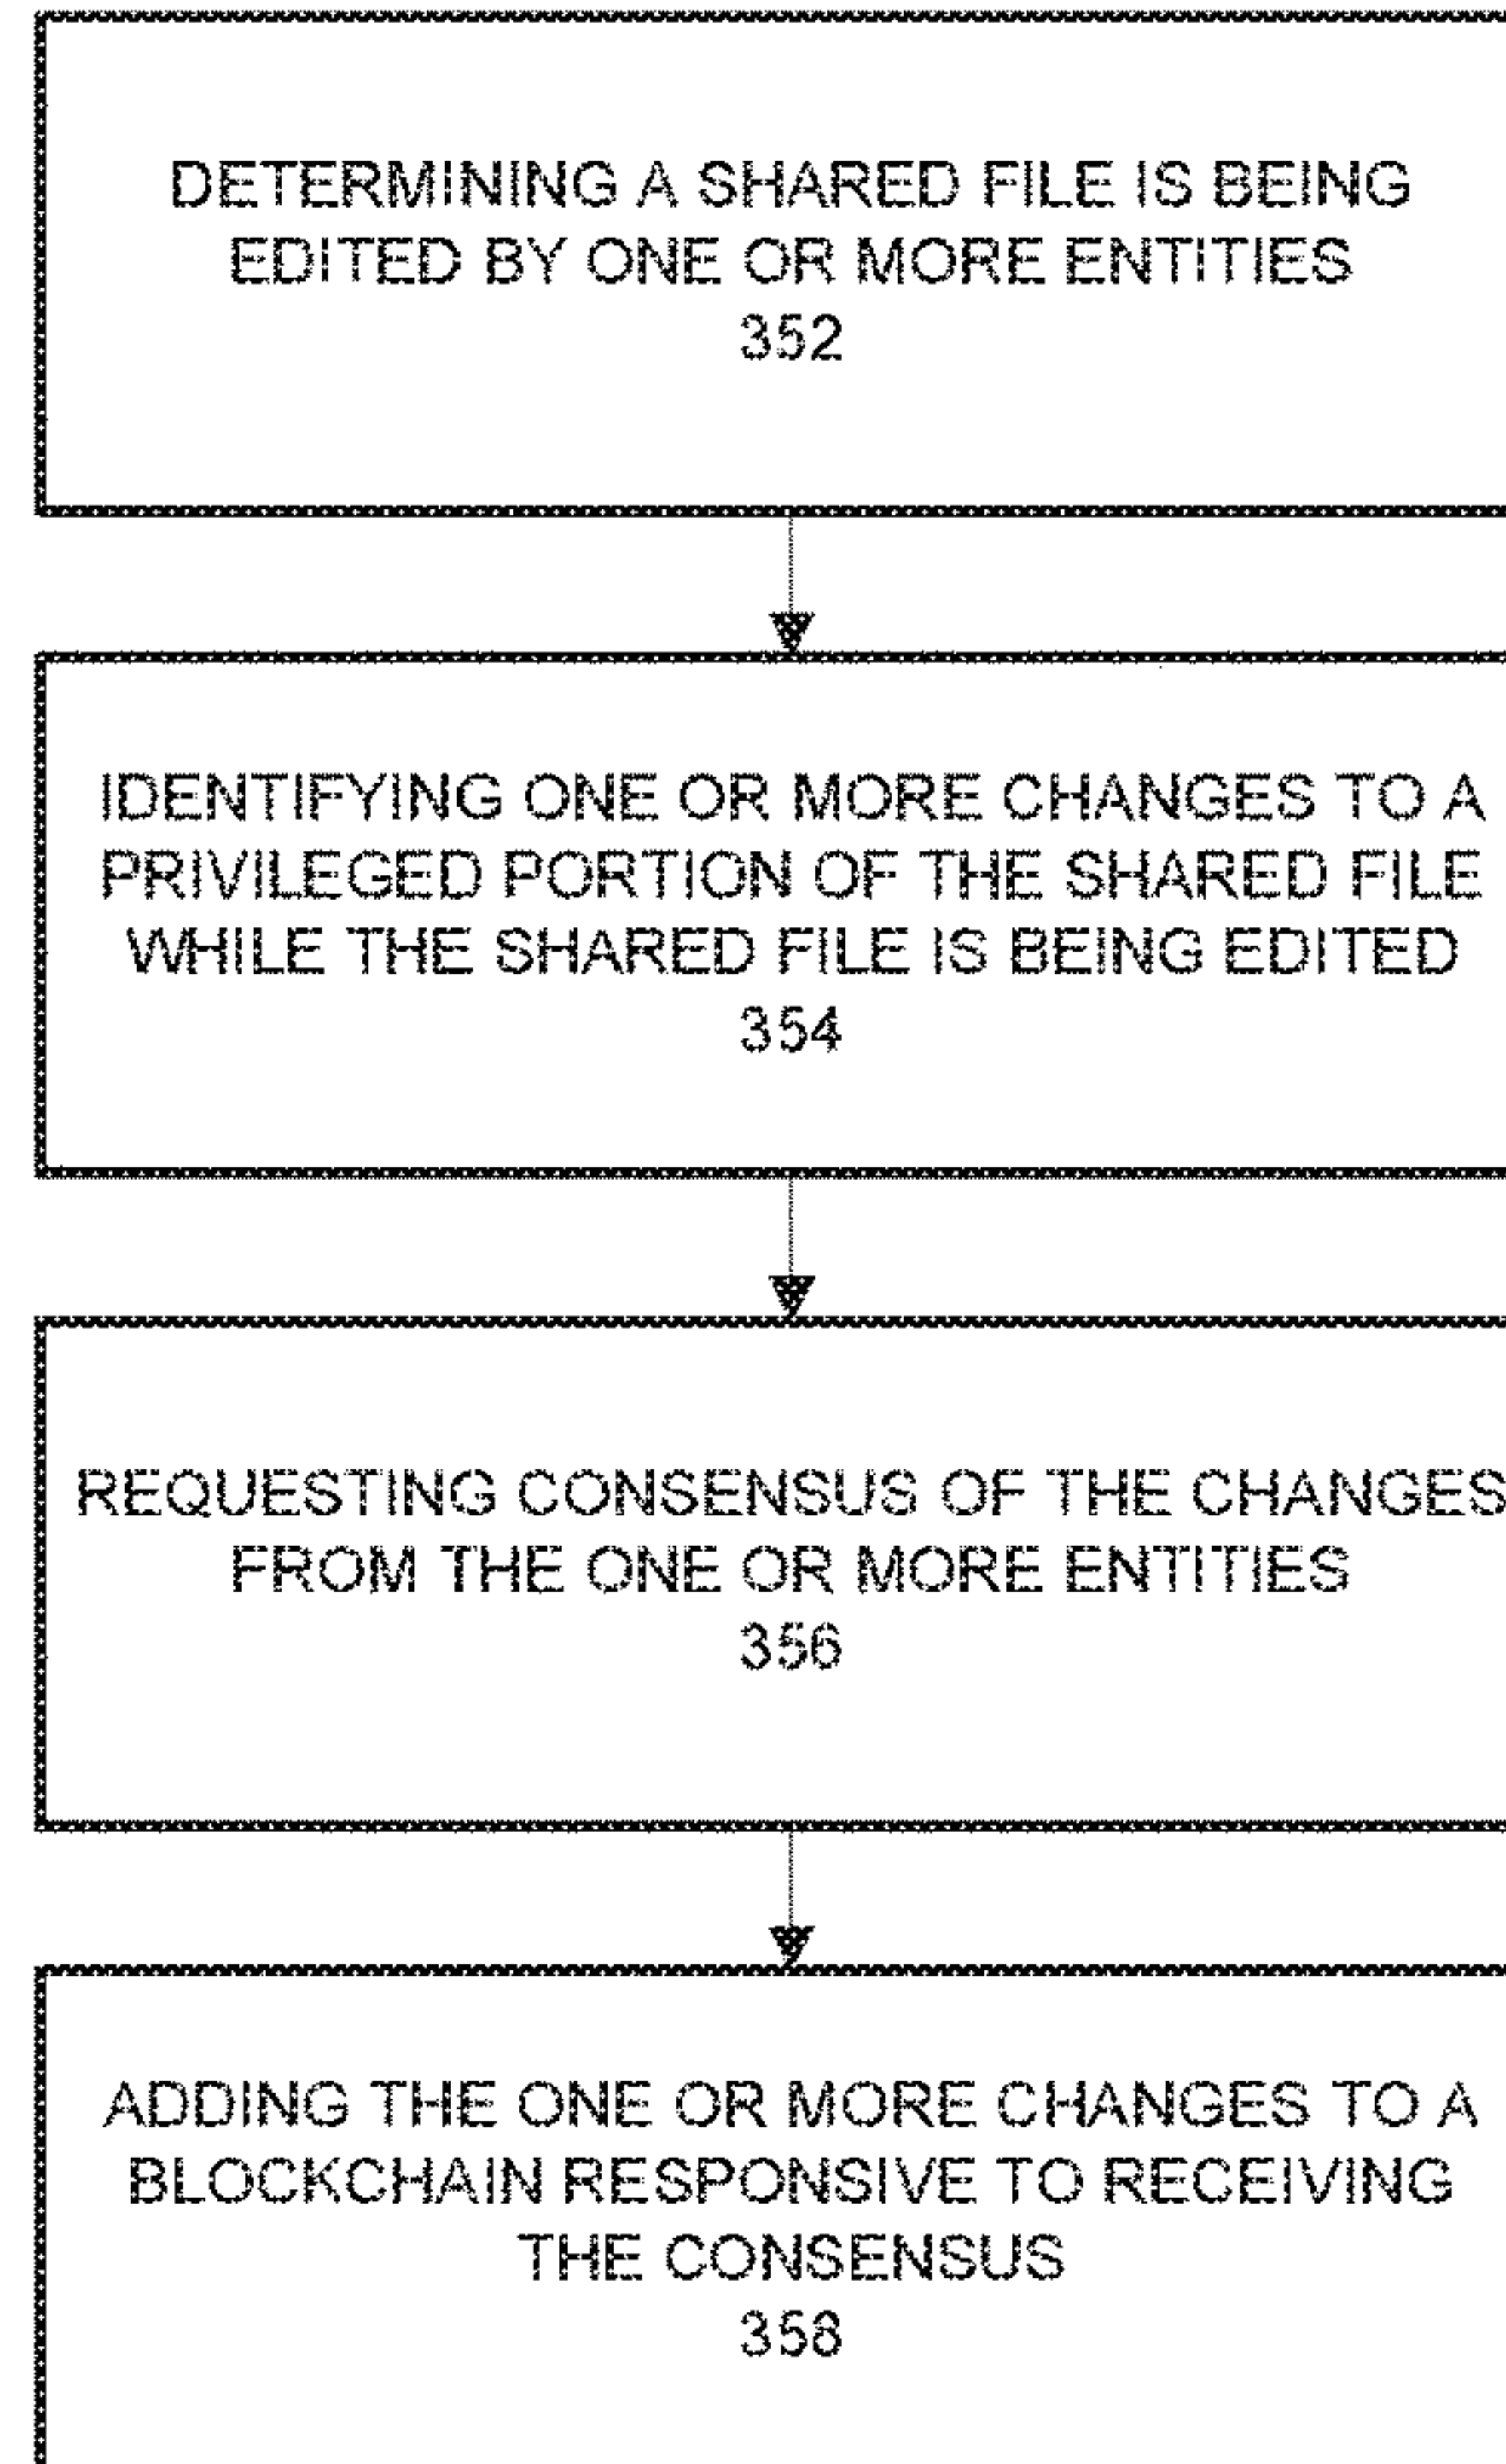 DETERMINING A SHARED FILE IS BEING
EDITED BY ONE OR MORE ENTITIES
352
IDENTIFYING ONE OR MORE CHANGES TO A
PRIVILEGED PORTION OF THE SHARED FILE
WHILE THE SHARED FILE IS BEING EDITED
354
REQUESTING CONSENSUS OF THE CHANGES
FROM THE ONE OR MORE ENTITIES
356
ADDING THE ONE OR MORE CHANGES TO A
BLOCKCHAIN RESPONSIVE TO RECEIVING
THE CONSENSUS
358